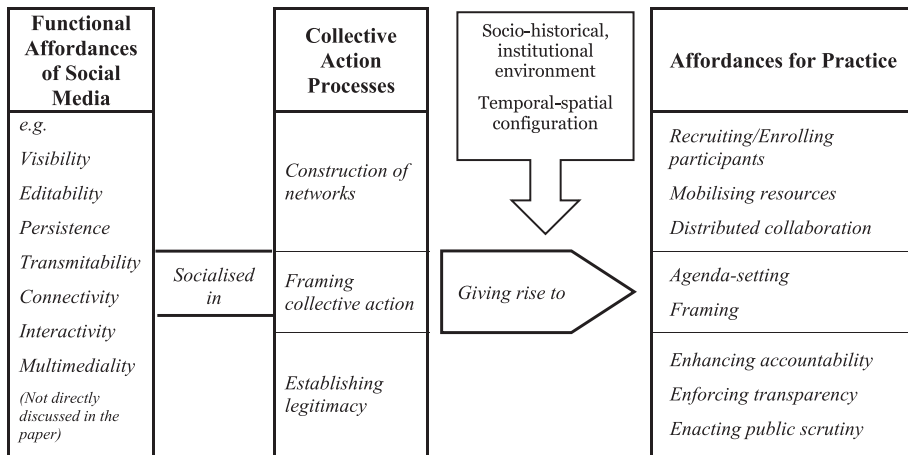 Functional
Affordances
of Social
Media
e.g.
Visibility
Editability
Persistence
Transmitability
Connectivity
Interactivity
Multimediality
(Not directly
discussed in the
paper)
Socialised
in
Collective
Action
Processes
Construction of
networks
Framing
collective action
Establishing
legitimacy
Socio-historical,
institutional
environment
Temporal-spatial
configuration
Giving rise to
Affordances for Practice
Recruiting/Enrolling
participants
Mobilising resources
Distributed collaboration
Agenda-setting
Framing
Enhancing accountability
Enforcing transparency
Enacting public scrutiny